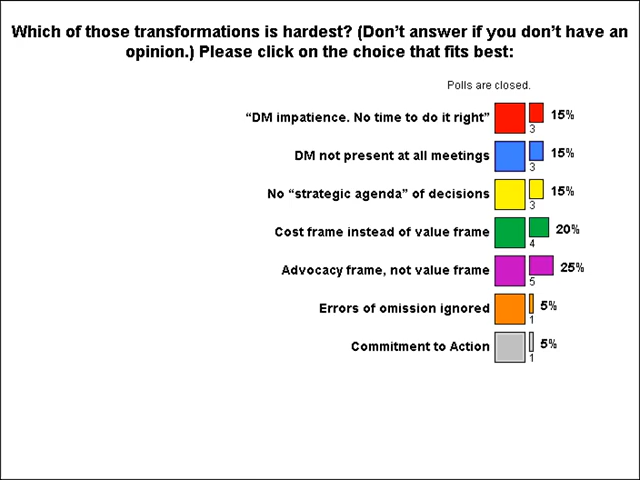 Which of those transformations is hardest? (Don't answer if you don't have an
opinion.) Please click on the choice that fits best:
Polls are closed.
“DM impatience. No time to do it right” 15%
3
DM not present at all meetings 15%
3
No “strategic agenda” of decisions 15%
3
Cost frame instead of value frame 20%
4
Advocacy frame, not value frame 25%
5
Errors of omission ignored 5%
1
Commitment to Action 5%
1